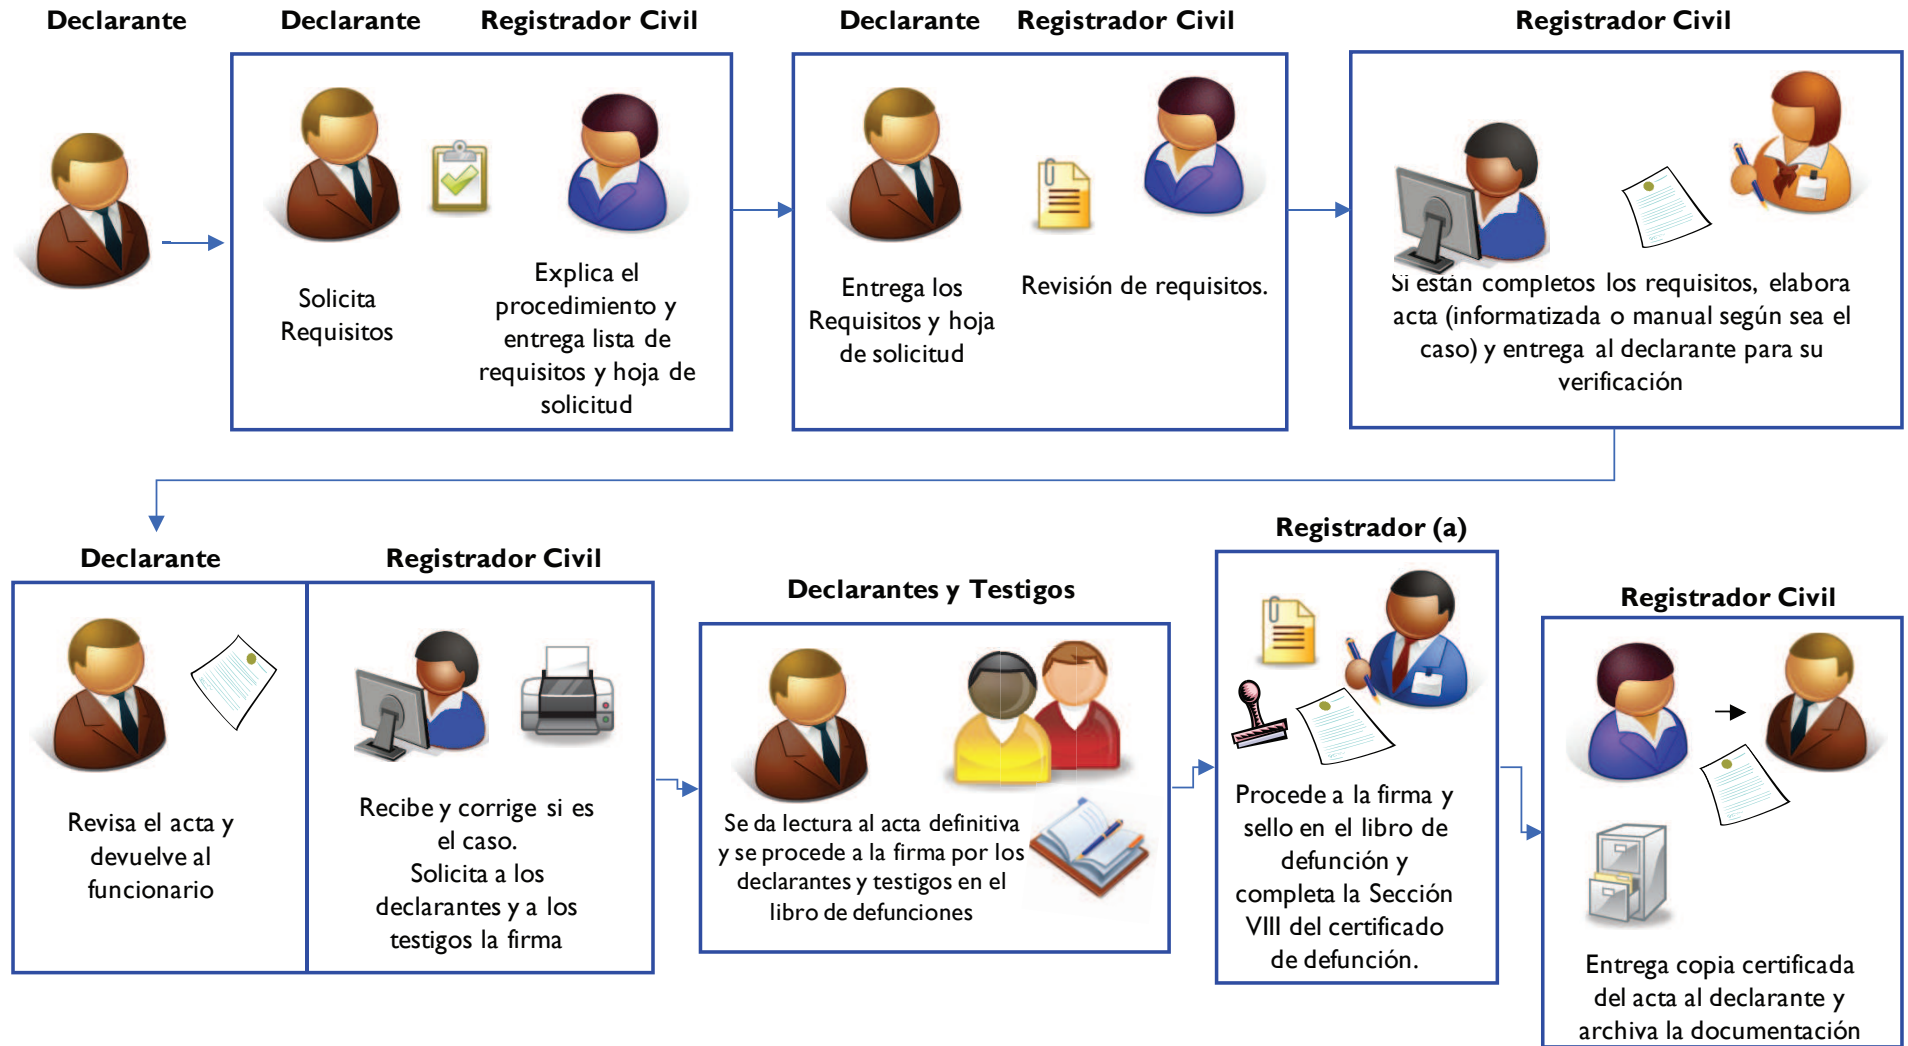 Declarante
Declarante
Registrador Civil
Declarante
Registrador Civil
Registrador Civil
Solicita
Requisitos
Explica el
procedimiento y
entrega lista de
requisitos y hoja de
solicitud
Entrega los
Requisitos y hoja
de solicitud
Revisión de requisitos.
Si están completos los requisitos, elabora
acta (informatizada o manual según sea el
caso) y entrega al declarante para su
verificación
Declarante
Registrador Civil
Declarantes y Testigos
Registrador (a)
Registrador Civil
Revisa el acta y
devuelve al
funcionario
Recibe y corrige si es
el caso.
Solicita a los
declarantes y a los
testigos la firma
Se da lectura al acta definitiva
y se procede a la firma por los
declarantes y testigos en el
libro de defunciones
Procede a la firma y
sello en el libro de
defunción y
completa la Sección
VIII del certificado
de defunción.
Entrega copia certificada
del acta al declarante y
archiva la documentación